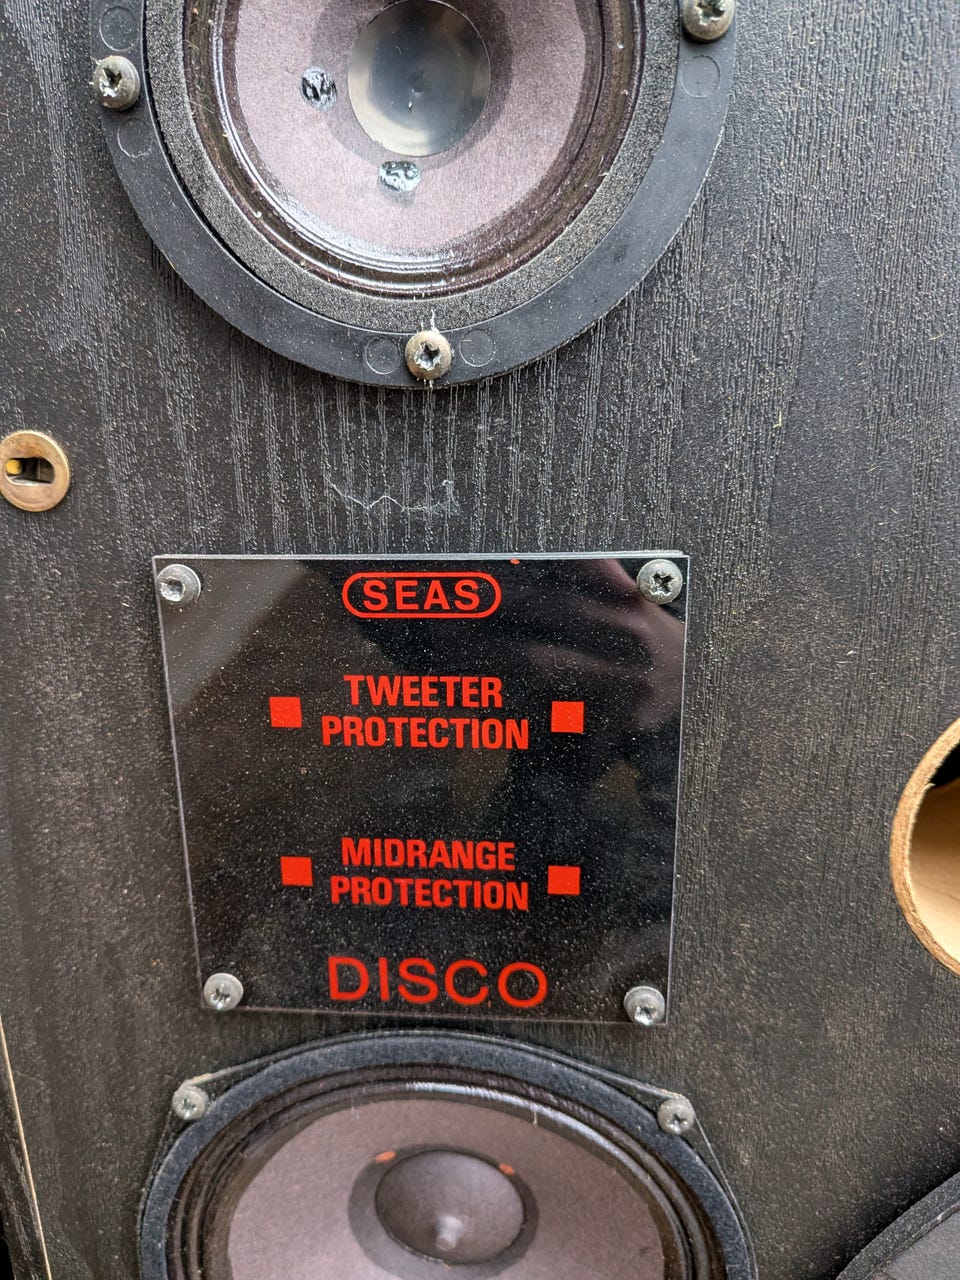 SEAS
TWEETER
PROTECTION
MIDRANGE
PROTECTION
DISCO